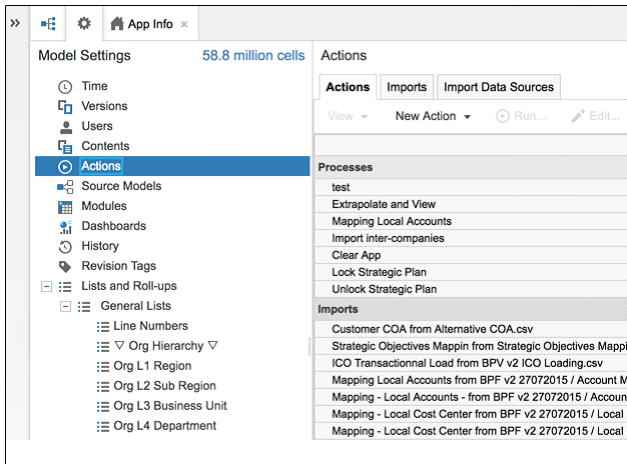 App Info
Model Settings 58.8 million cells
Time
Versions
Users
Contents
Actions
Source Models
Modules
Dashboards
History
Revision Tags
Lists and Roll-ups
General Lists
Line Numbers
▽ Org Hierarchy ▽
Org L1 Region
Org L2 Sub Region
Org L3 Business Unit
Org L4 Department
Actions
Actions Imports Import Data Sources
View New Action Run... Edit...
Processes
test
Extrapolate and View
Mapping Local Accounts
Import inter-companies
Clear App
Lock Strategic Plan
Unlock Strategic Plan
Imports
Customer COA from Alternative COA.csv
Strategic Objectives Mappin from Strategic Objectives Mappi
ICO Transactionnal Load from BPV v2 ICO Loading.csv
Mapping Local Accounts from BPF v2 27072015 / Account M
Mapping - Local Accounts - from BPF v2 27072015 / Accoun
Mapping - Local Cost Center from BPF v2 27072015 / Local
Mapping - Local Cost Center from BPF v2 27072015 / Local